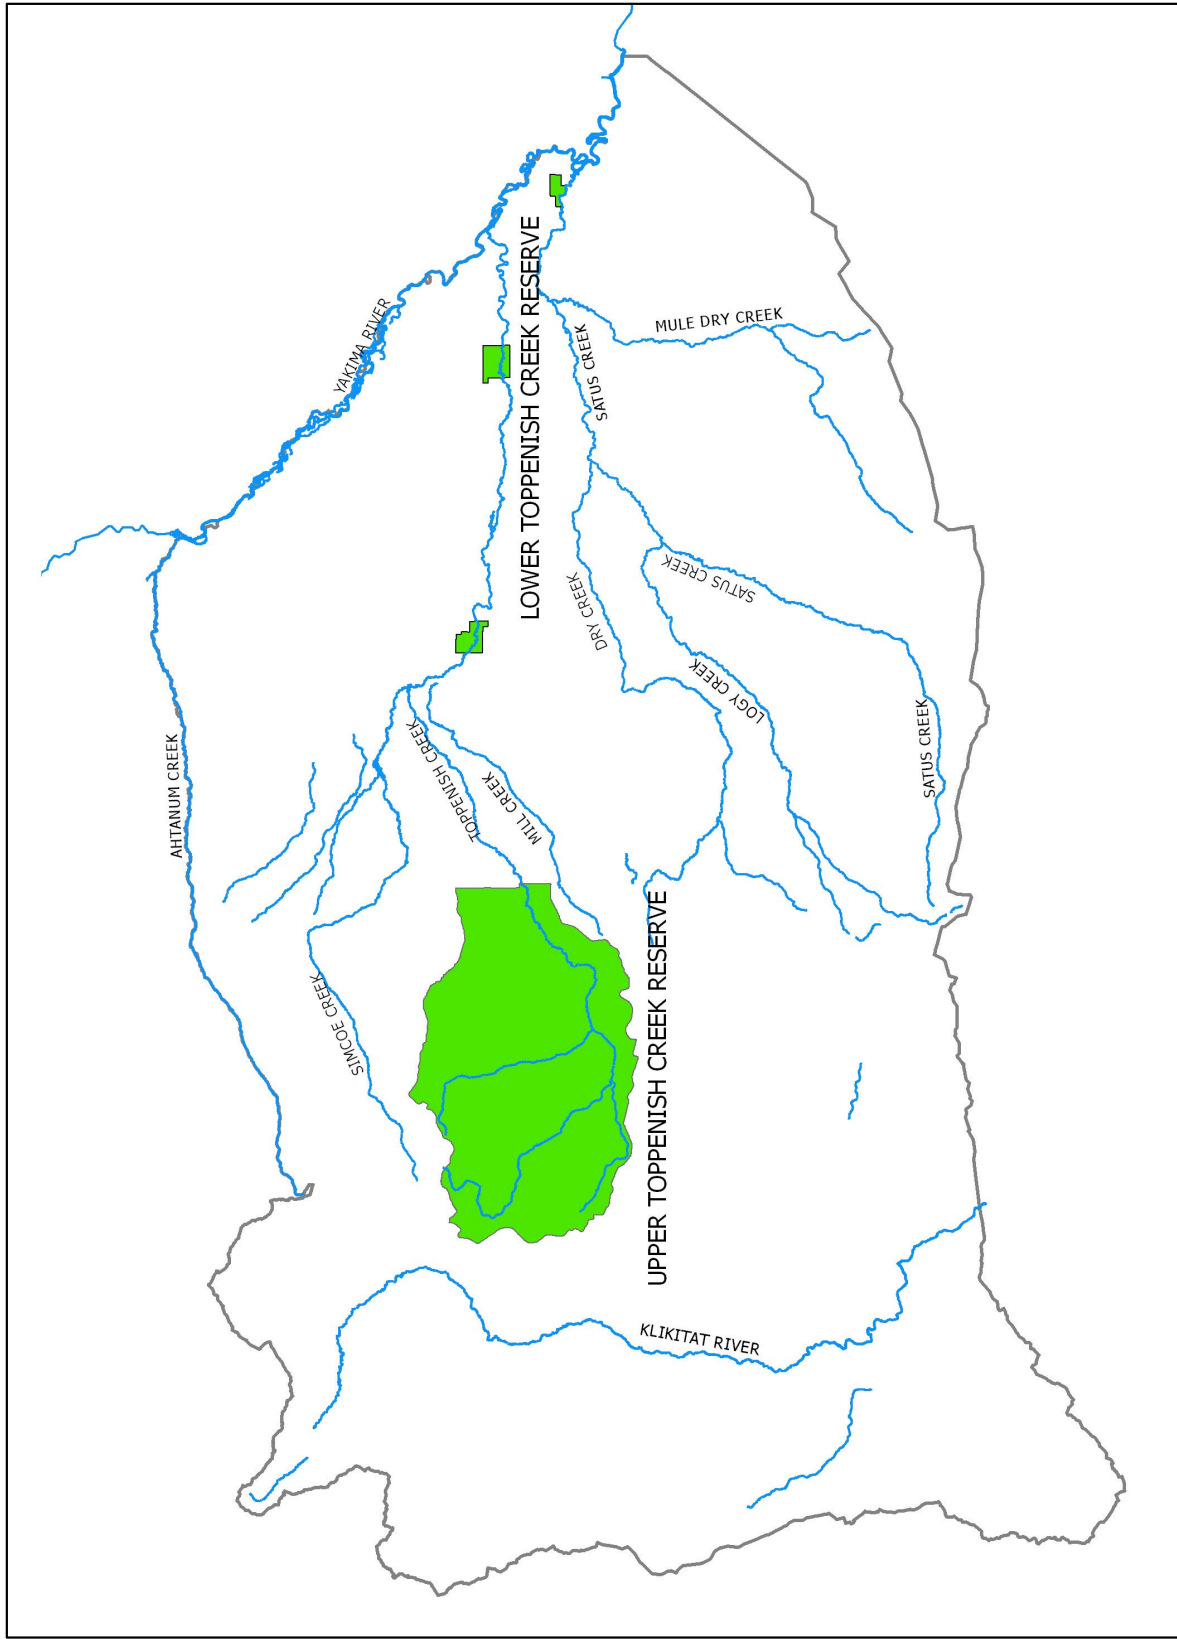 YAKIMA RIVER
LOWER TOPPENISH CREEK RESERVE
MULE DRY CREEK
SATUS CREEK
SATUS CREEK
DRY CREEK
LOGY CREEK
SATUS CREEK
AHTANUM CREEK
TOPPENISH CREEK
MILL CREEK
SIMCOE CREEK
UPPER TOPPENISH CREEK RESERVE
KLIKITAT RIVER